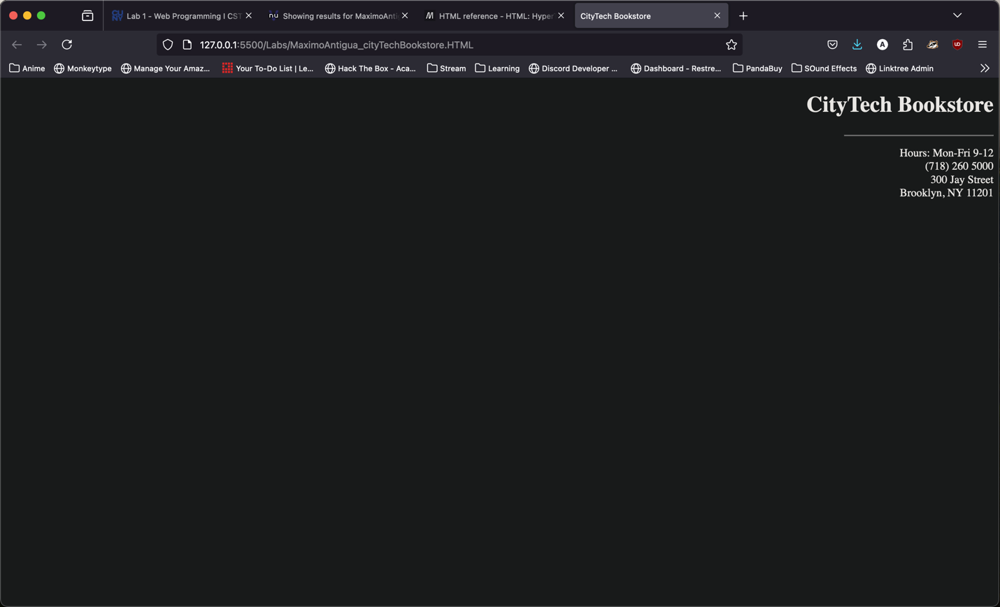 Lab 1 - Web Programming I CST
nu Showing results for MaximoAnti
M HTML reference - HTML: Hyper
CityTech Bookstore
127.0.0.1:5500/Labs/MaximoAntigua_cityTechBookstore.HTML
A
Anime
Monkeytype
Manage Your Amaz...
Your To-Do List | Le...
Hack The Box - Aca...
Stream
Learning
Discord Developer ...
Dashboard - Restre...
PandaBuy
SOund Effects
Linktree Admin
CityTech Bookstore
Hours: Mon-Fri 9-12
(718) 260 5000
300 Jay Street
Brooklyn, NY 11201